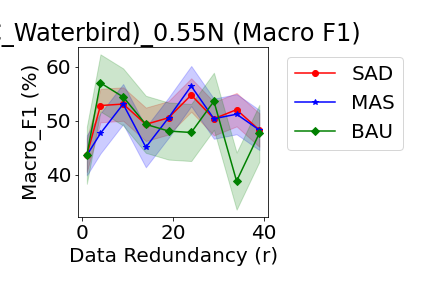 _Waterbird)_0.55N (Macro F1)
SAD
MAS
BAU
Macro_F1 (%)
60
50
40
0
20
40
Data Redundancy (r)